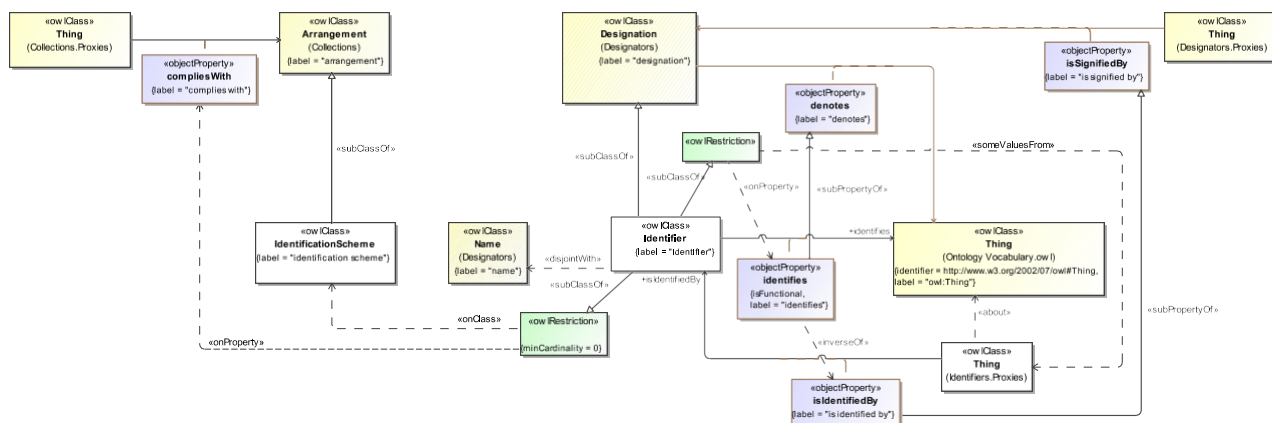 «owlClass»
Thing
(Collections.Proxies)
«owlClass»
Arrangement
(Collections)
{label = "arrangement"}
«objectProperty»
compliesWith
{label = "complies with"}
«owlClass»
Designation
(Designators)
{label = "designation"}
«owlClass»
Thing
(Designators.Proxies)
«objectProperty»
isSignifiedBy
{label = "is signified by"}
«objectProperty»
denotes
{label = "denotes"}
«owlRestriction»
«someValuesFrom»
«subClassOf»
«subClassOf»
«subClassOf»
«onProperty»
«subPropertyOf»
«owlClass»
IdentificationScheme
{label = "identification scheme"}
«owlClass»
Name
(Designators)
{label = "name"}
«owlClass»
Identifier
{label = "identifier"}
+identifies
«owlClass»
Thing
(Ontology Vocabulary.owl)
{identifier = http://www.w3.org/2002/07/owl#Thing,
label = "owl:Thing"}
«disjointWith»
«subClassOf»
+isIdentifiedBy
«objectProperty»
identifies
{isFunctional,
label = "identifies"}
«about»
«subPropertyOf»
«onClass»
«owlRestriction»
{minCardinality = 0}
«onProperty»
«inverseOf»
«owlClass»
Thing
(Identifiers.Proxies)
«objectProperty»
isIdentifiedBy
{label = "is identified by"}